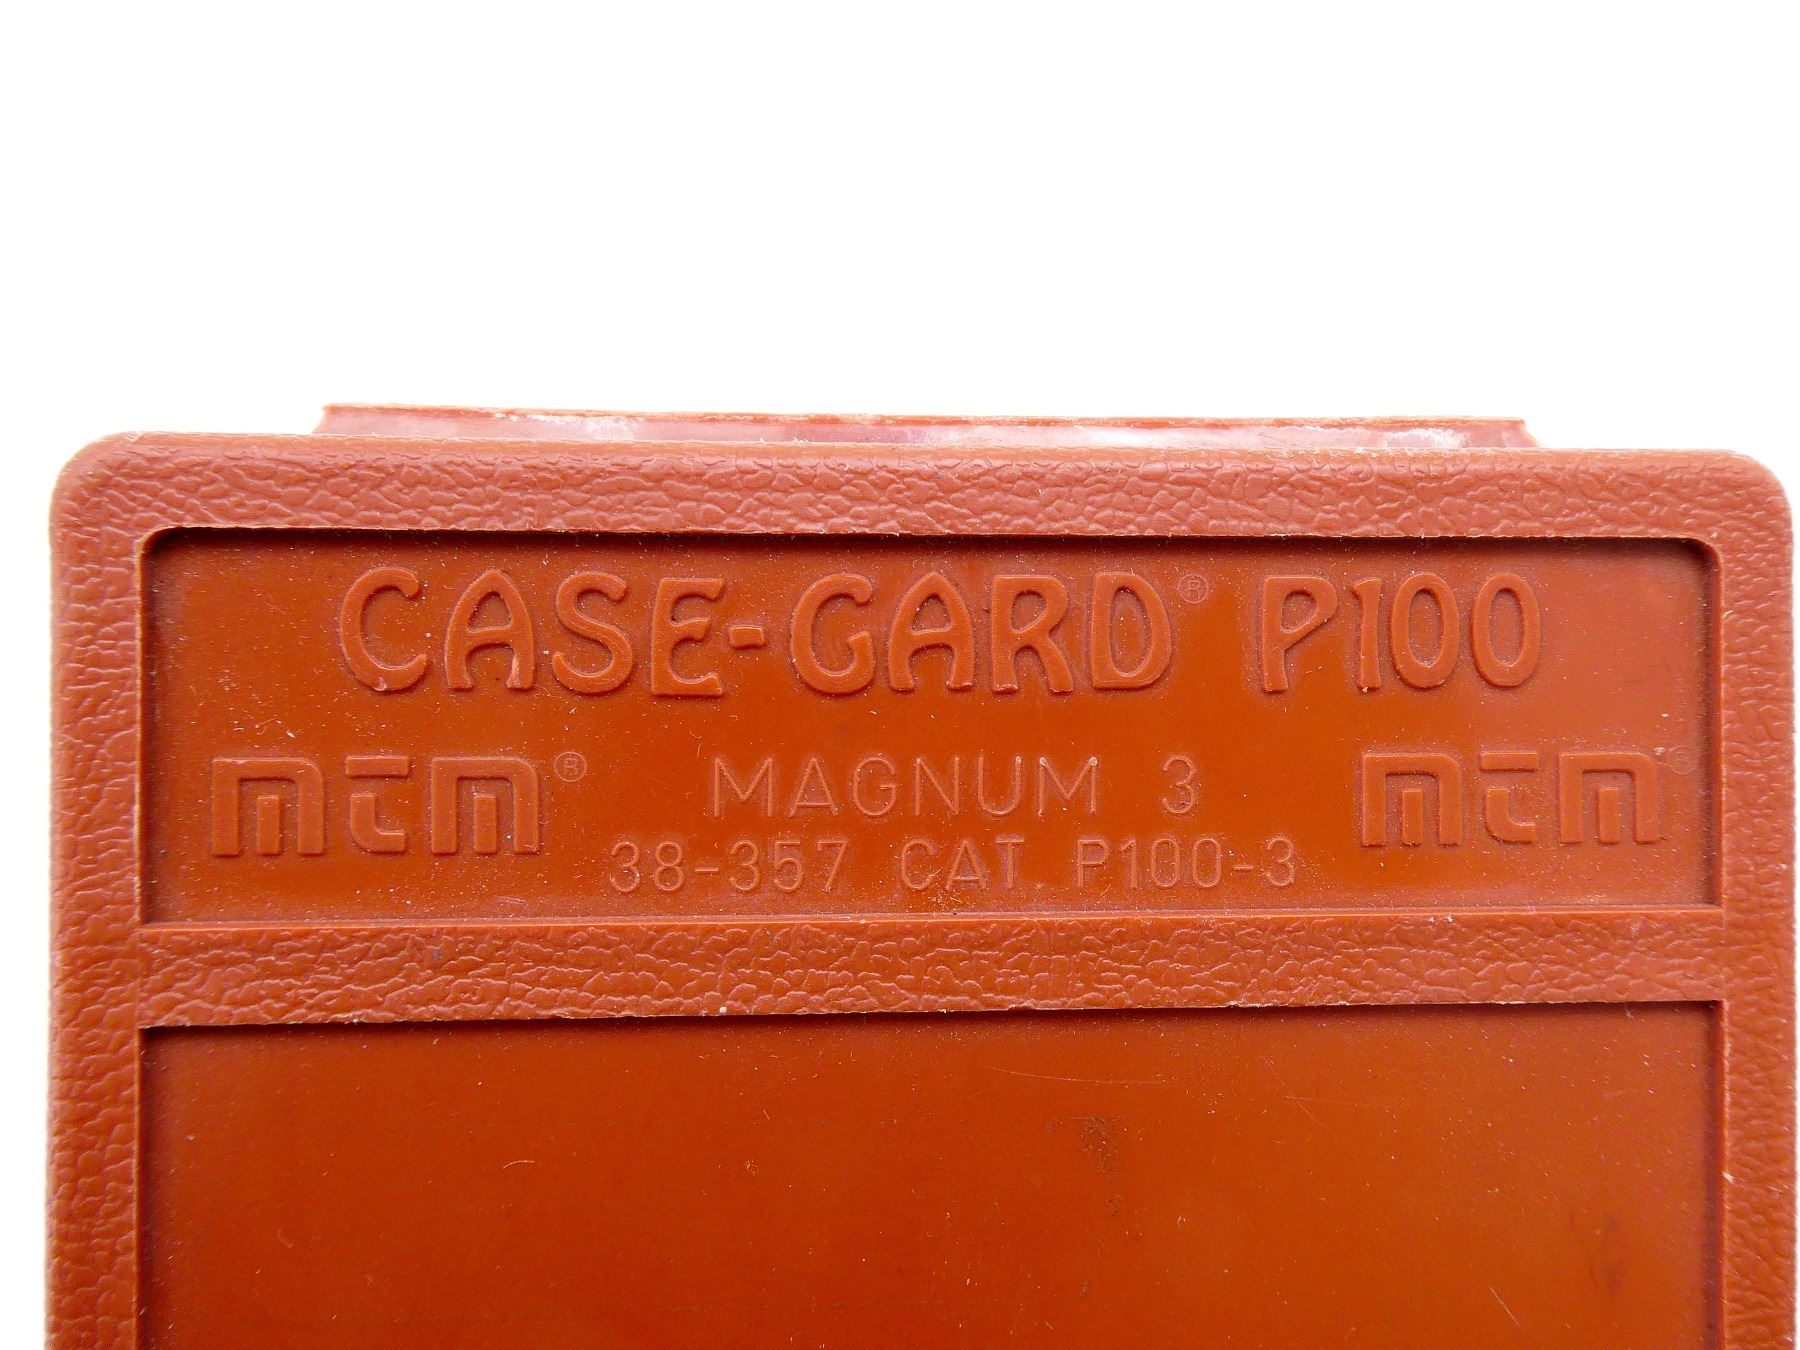 CASE-GARD® P100
mTm® MAGNUM 3 mTm®
38-357 CAT. P100-3